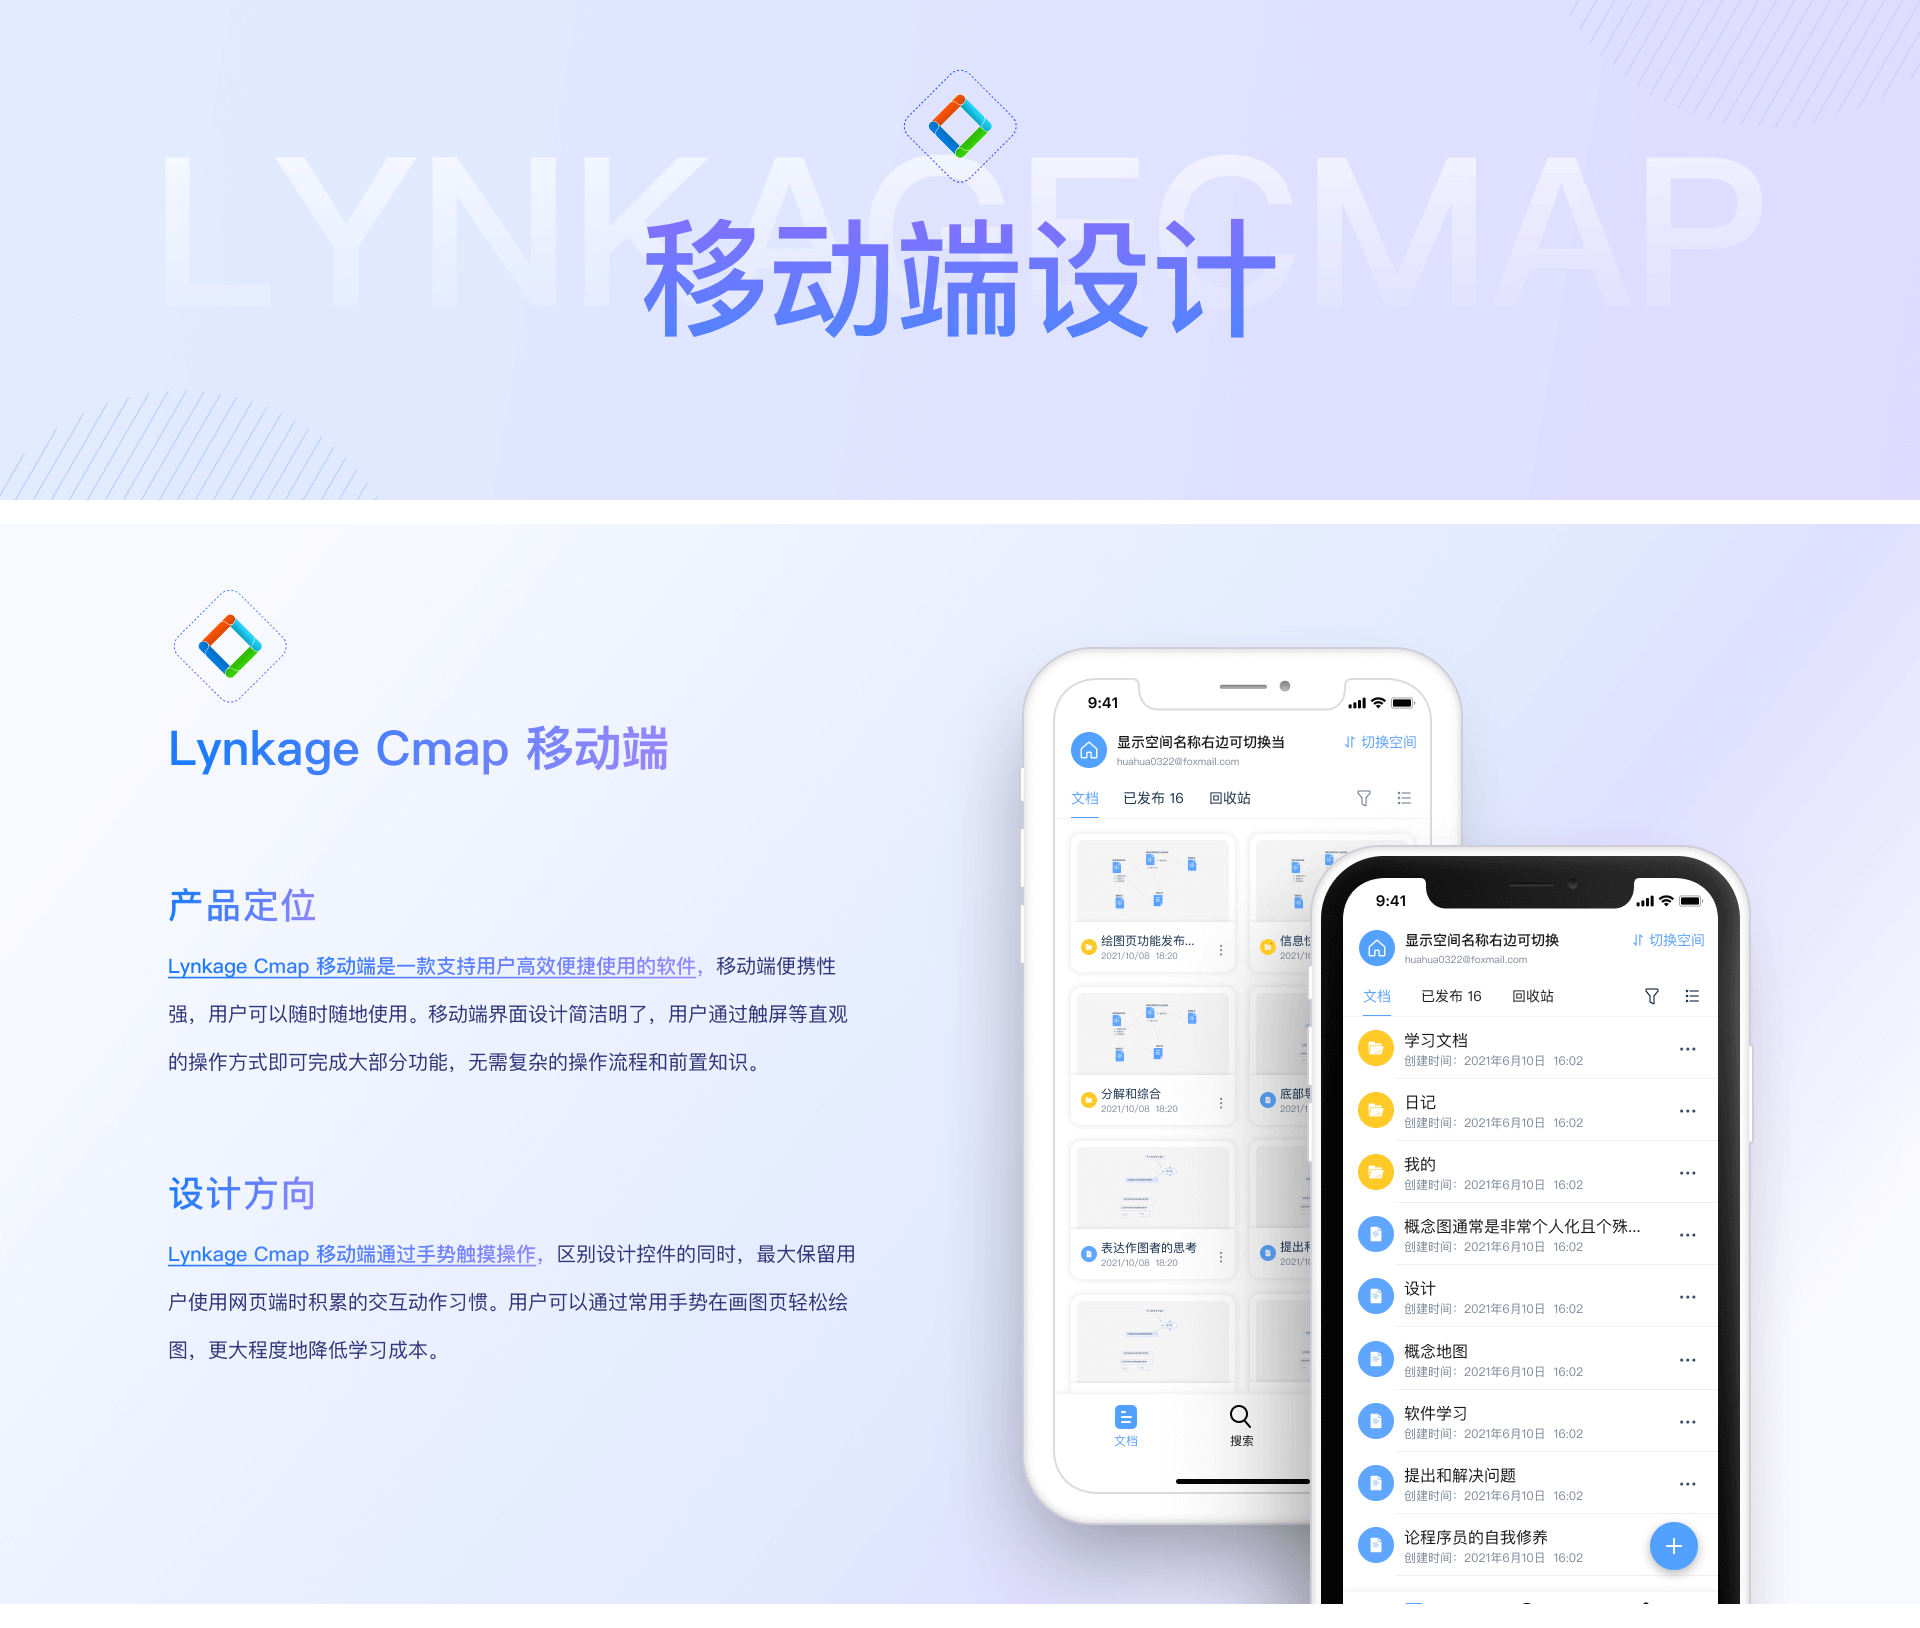 LYNKAGECMAP
移动端设计
Lynkage Cmap 移动端
产品定位
Lynkage Cmap 移动端是一款支持用户高效便捷使用的软件，移动端便携性
强，用户可以随时随地使用。移动端界面设计简洁明了，用户通过触屏等直观
的操作方式即可完成大部分功能，无需复杂的操作流程和前置知识。
设计方向
Lynkage Cmap 移动端通过手势触摸操作，区别设计控件的同时，最大保留用
户使用网页端时积累的交互动作习惯。用户可以通过常用手势在画图页轻松绘
图，更大程度地降低学习成本。
9:41
显示空间名称右边可切换当
切换空间
huahua0322@foxmail.com
文档 已发布 16 回收站
绘图页功能发布...
2021/10/08 18:20
信息
2021/10
分解和综合
2021/10/08 18:20
底部
2021/1
表达作图者的思考
2021/10/08 18:20
提出
2021/10
文档
搜索
9:41
显示空间名称右边可切换
切换空间
huahua0322@foxmail.com
文档 已发布 16 回收站
学习文档
创建时间：2021年6月10日 16:02
日记
创建时间：2021年6月10日 16:02
我的
创建时间：2021年6月10日 16:02
概念图通常是非常个人化且个殊...
创建时间：2021年6月10日 16:02
设计
创建时间：2021年6月10日 16:02
概念地图
创建时间：2021年6月10日 16:02
软件学习
创建时间：2021年6月10日 16:02
提出和解决问题
创建时间：2021年6月10日 16:02
论程序员的自我修养
创建时间：2021年6月10日 16:02